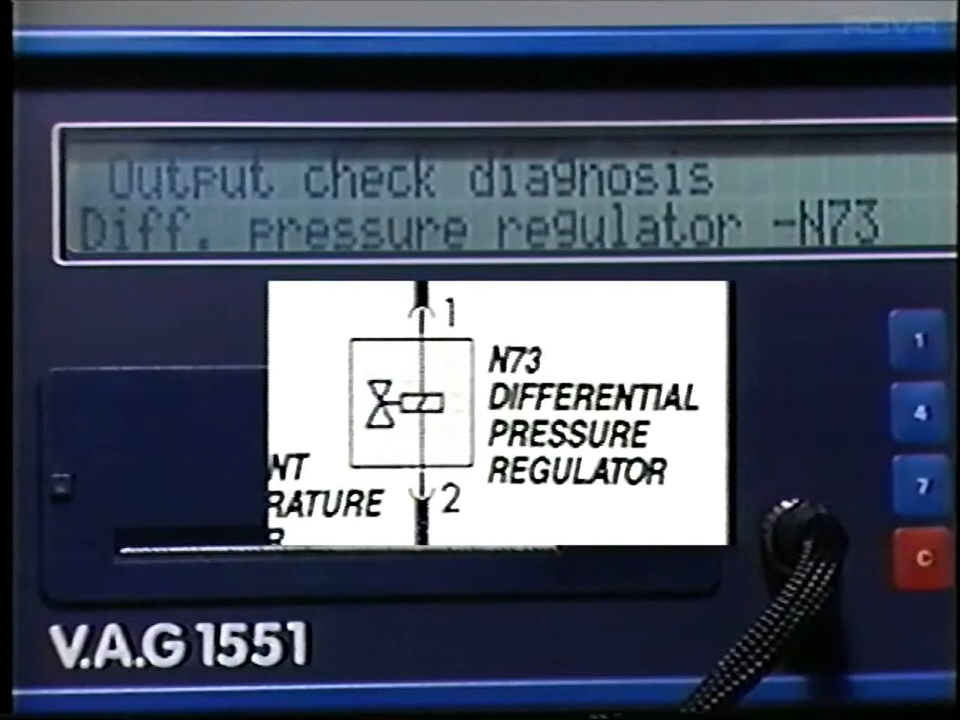 Output check diagnosis
Diff. pressure regulator -N73
1
N73
DIFFERENTIAL
PRESSURE
REGULATOR
NT
RATURE
R
2
1
4
7
C
V.A.G 1551